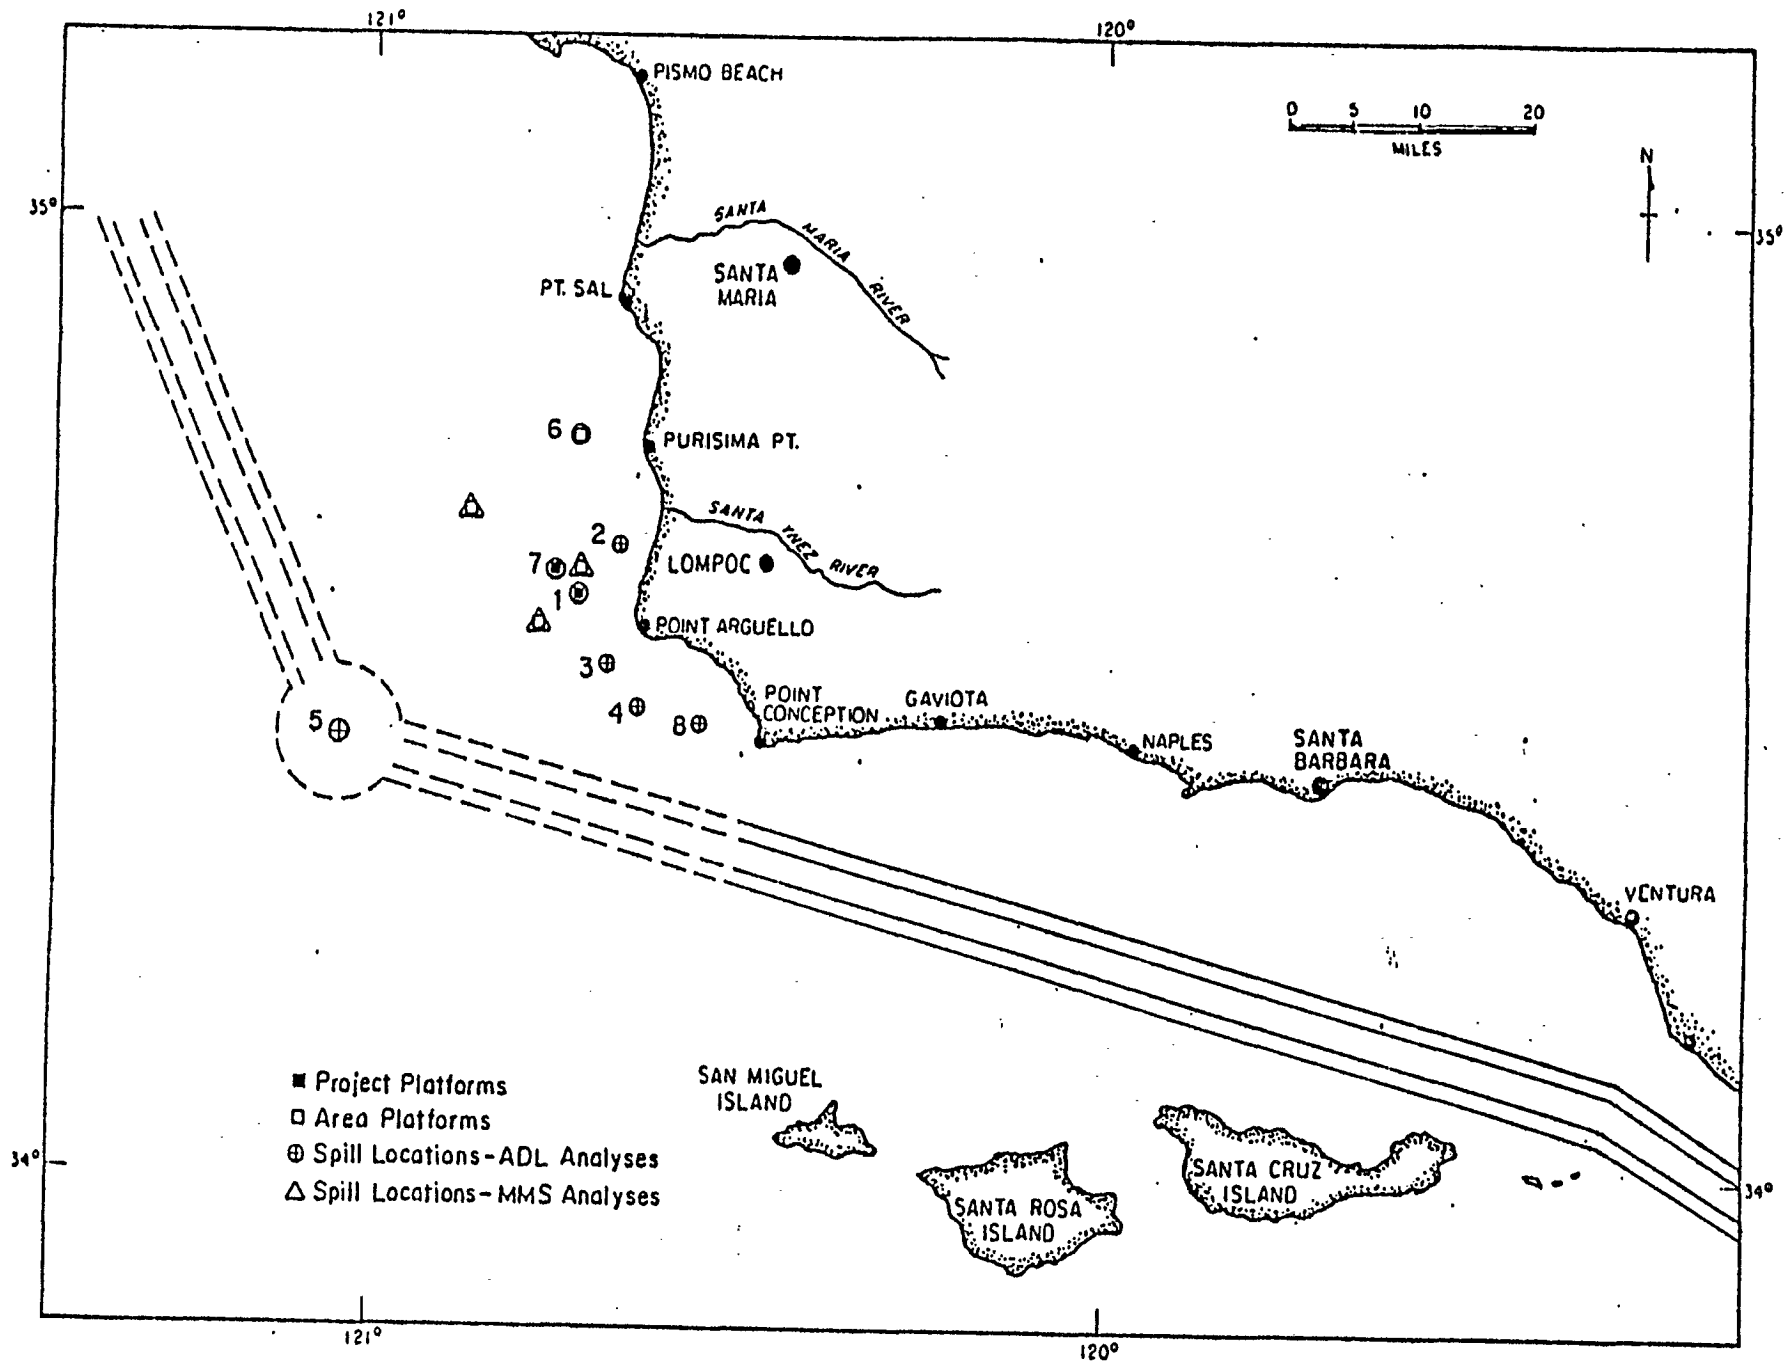 121°
120°
PISMO BEACH
0 5 10 20
MILES
N
35°
35°
SANTA MARIA RIVER
SANTA
MARIA
PT. SAL
6
PURISIMA PT.
2
SANTA YNEZ RIVER
7
LOMPOC
1
POINT ARGUELLO
3
POINT
CONCEPTION
GAVIOTA
4
8
5
NAPLES
SANTA
BARBARA
VENTURA
Project Platforms
Area Platforms
Spill Locations-ADL Analyses
Spill Locations-MMS Analyses
SAN MIGUEL
ISLAND
SANTA ROSA
ISLAND
SANTA CRUZ
ISLAND
34°
34°
121°
120°